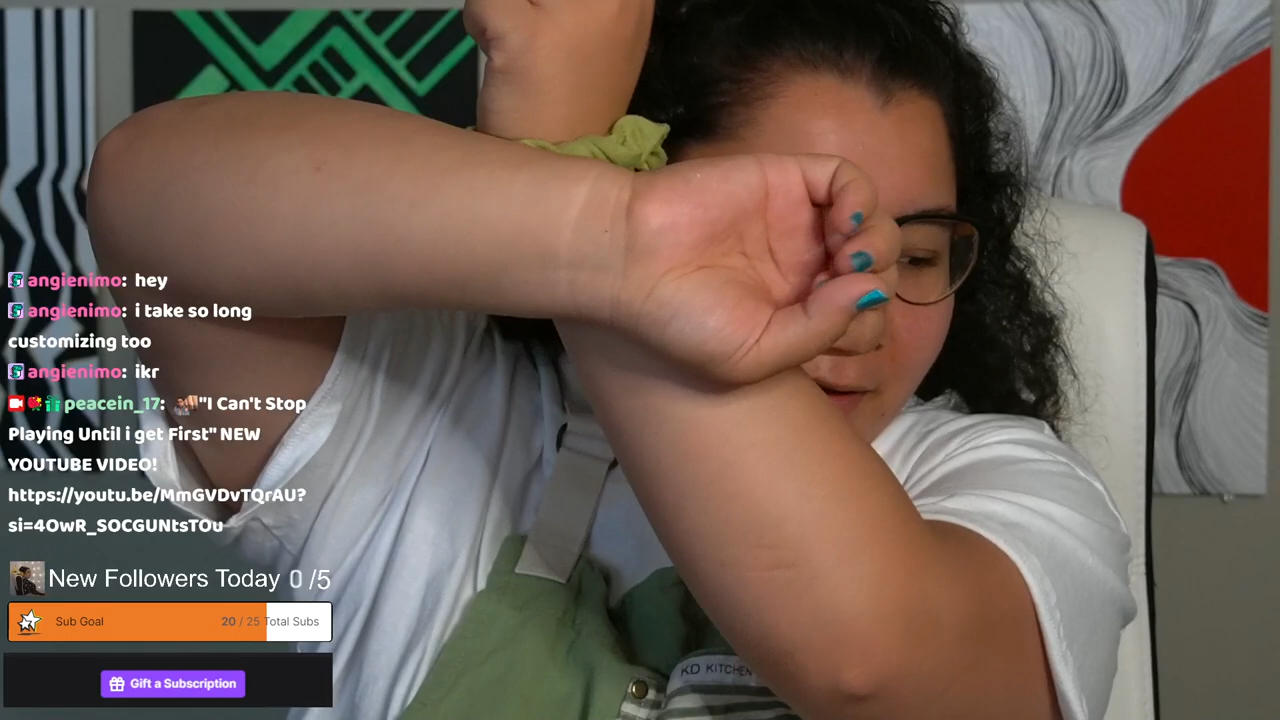 angienimo: hey
angienimo: i take so long
customizing too
angienimo: ikr
peacein_17: "I Can't Stop
Playing Until i get First" NEW
YOUTUBE VIDEO!
https://youtu.be/MmGVDvTQrAU?
si=4OwR_SOCGUNtsTOu
New Followers Today 0 /5
Sub Goal 20 / 25 Total Subs
Gift a Subscription
KD KITCHEN